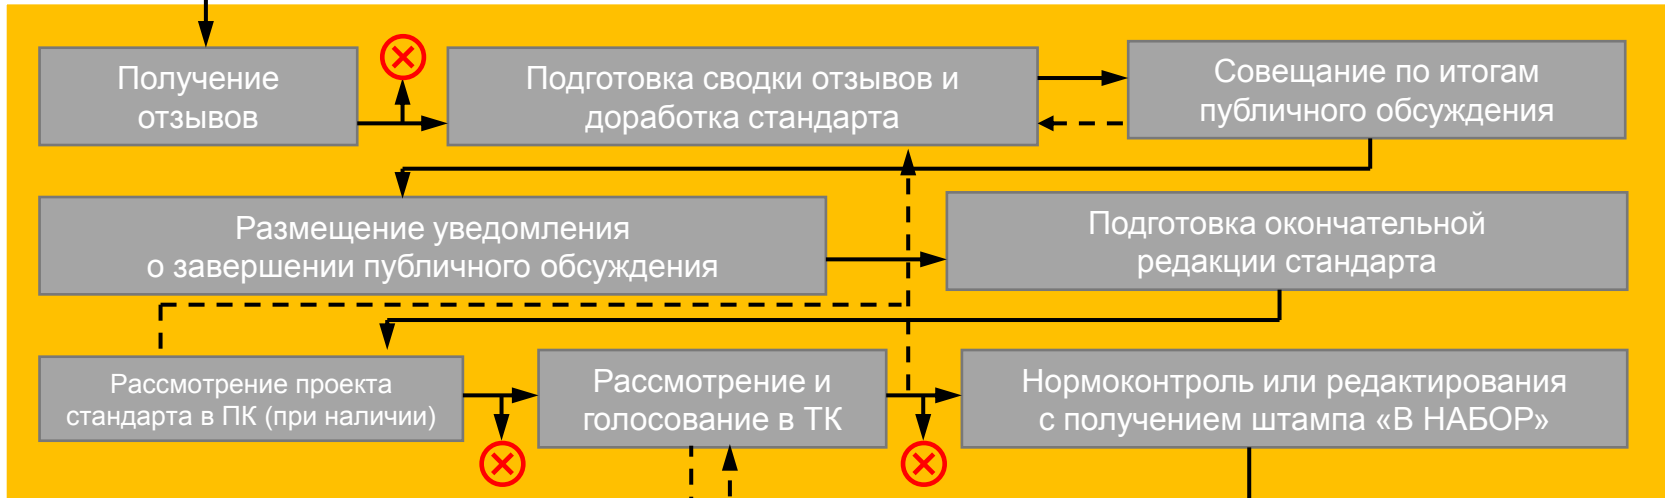 Получение
отзывов
Подготовка сводки отзывов и
доработка стандарта
Совещание по итогам
публичного обсуждения
Размещение уведомления
о завершении публичного обсуждения
Подготовка окончательной
редакции стандарта
Рассмотрение проекта
стандарта в ПК (при наличии)
Рассмотрение и
голосование в ТК
Нормоконтроль или редактирования
с получением штампа «В НАБОР»